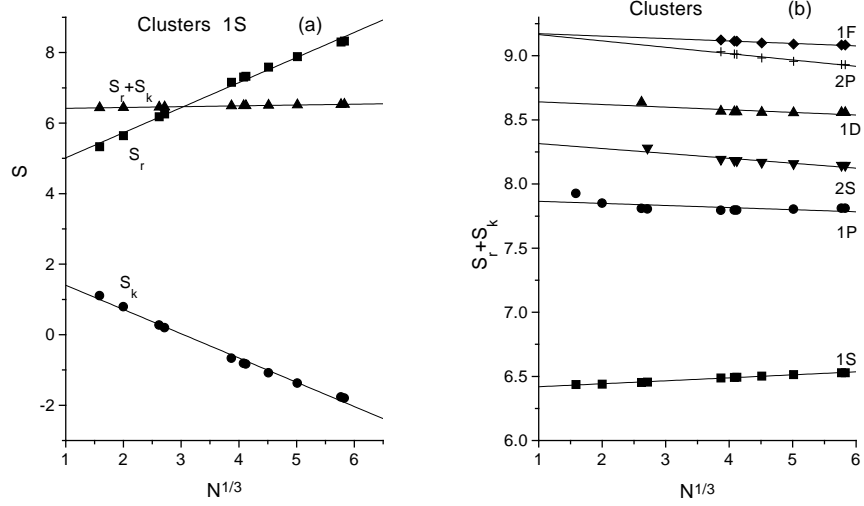 Clusters 1S (a)
S
8
6
4
2
0
-2
S_r+S_k
S_r
S_k
1 2 3 4 5 6
N^1/3
Clusters (b)
S_r+S_k
9.0
8.5
8.0
7.5
7.0
6.5
6.0
1F
2P
1D
2S
1P
1S
1 2 3 4 5 6
N^1/3